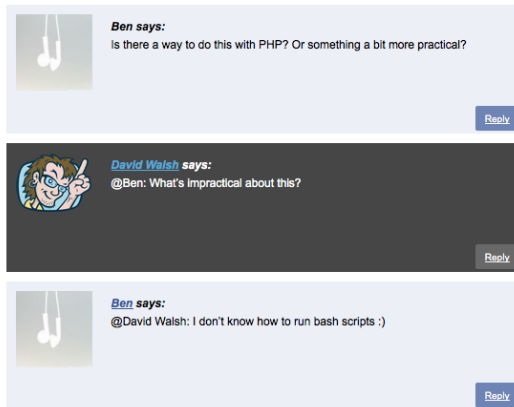 Ben says:
Is there a way to do this with PHP? Or something a bit more practical?
Reply
David Walsh says:
@Ben: What's impractical about this?
Reply
Ben says:
@David Walsh: I don't know how to run bash scripts :)
Reply